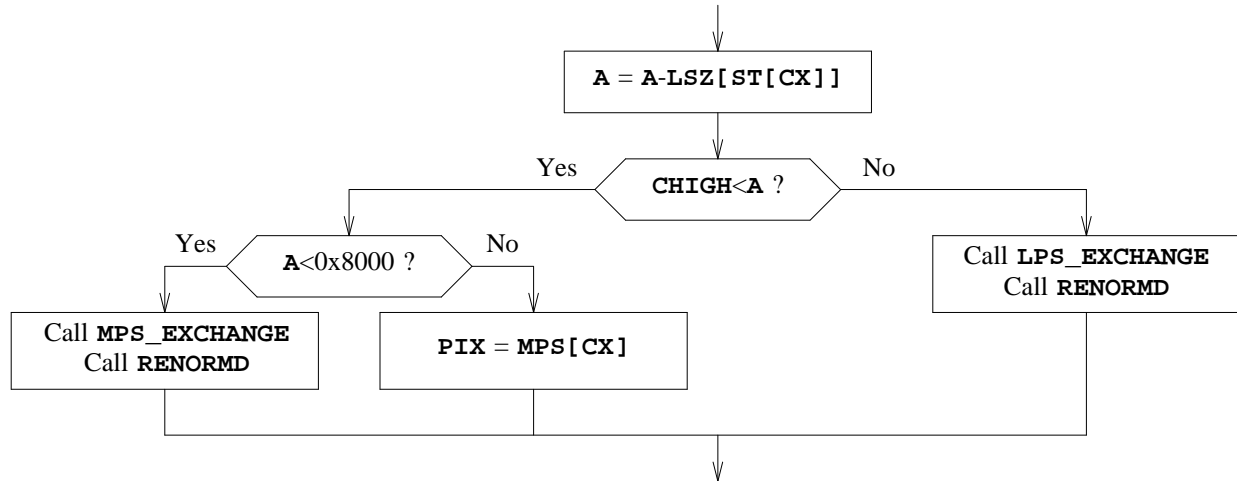 A = A-LSZ[ST[CX]]
Yes
CHIGH<A ?
No
Yes
A<0x8000 ?
No
Call LPS_EXCHANGE
Call RENORMD
Call MPS_EXCHANGE
Call RENORMD
PIX = MPS[CX]